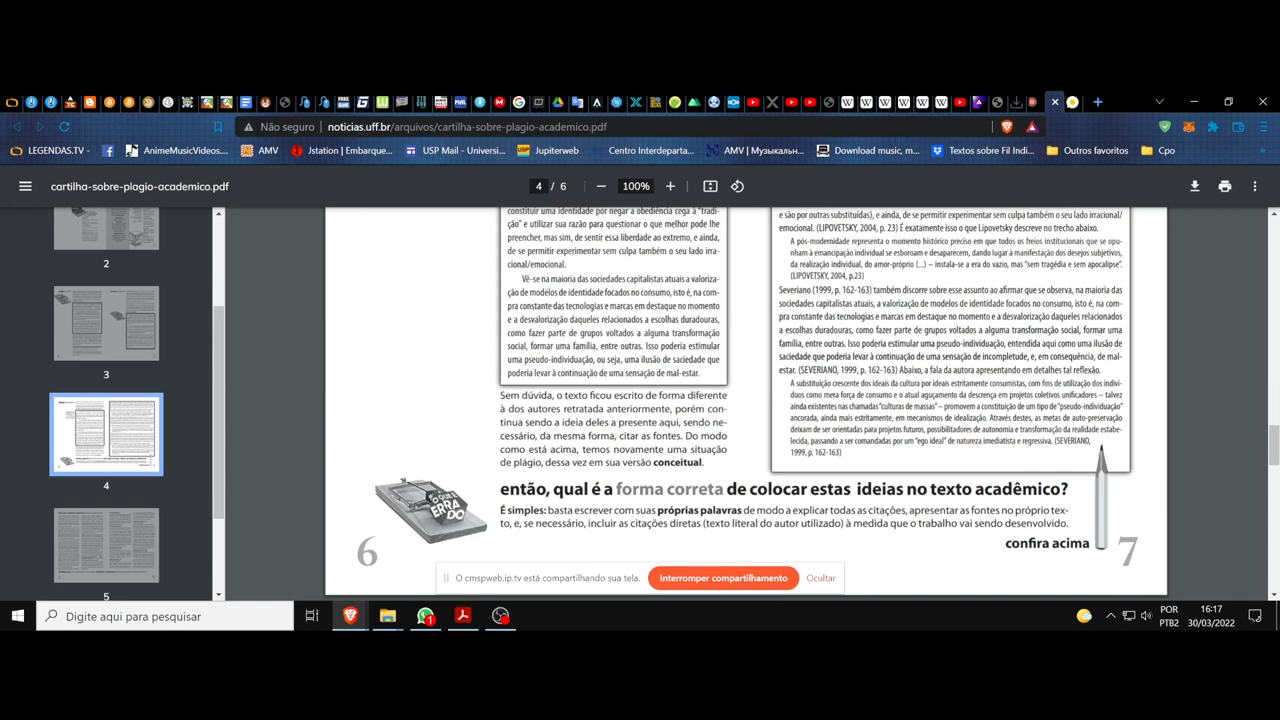 Não seguro noticias.uff.br/arquivos/cartilha-sobre-plagio-academico.pdf
LEGENDAS.TV AnimeMusicVideos... AMV Jstation | Embarque... USP Mail - Universi... Jupiterweb Centro Interdeparta... AMV | Музыкальн... Download music, m... Textos sobre Fil Indi... Outros favoritos Cpo
cartilha-sobre-plagio-academico.pdf 4 / 6 100%
2
3
4
5
constituir uma identidade por negar a obediência cega à “tradi-
ção” e utilizar sua razão para questionar o que melhor pode lhe
preencher, mas sim, de sentir essa liberdade ao extremo, e ainda,
de se permitir experimentar sem culpa também o seu lado irra-
cional/emocional.
Vê-se na maioria das sociedades capitalistas atuais a valoriza-
ção de modelos de identidade focados no consumo, isto é, na com-
pra constante das tecnologias e marcas em destaque no momento
e a desvalorização daqueles relacionados a escolhas duradouras,
como fazer parte de grupos voltados a alguma transformação
social, formar uma família, entre outras. Isso poderia estimular
uma pseudo-individuação, ou seja, uma ilusão de saciedade que
poderia levar à continuação de uma sensação de mal-estar.
Sem dúvida, o texto ficou escrito de forma diferente
à dos autores retratada anteriormente, porém con-
tinua sendo a ideia deles a presente aqui, sendo ne-
cessário, da mesma forma, citar as fontes. Do modo
como está acima, temos novamente uma situação
de plágio, dessa vez em sua versão conceitual.
e são por outras substituídas), e ainda, de se permitir experimentar sem culpa também o seu lado irracional/
emocional. (LIPOVETSKY, 2004, p. 23) É exatamente isso o que Lipovetsky descreve no trecho abaixo.
A pós-modernidade representa o momento histórico preciso em que todos os freios institucionais que se opu-
nham à emancipação individual se esboroam e desaparecem, dando lugar à manifestação dos desejos subjetivos,
da realização individual, do amor-próprio (...) – instala-se a era do vazio, mas “sem tragédia e sem apocalipse”.
(LIPOVETSKY, 2004, p.23)
Severiano (1999, p. 162-163) também discorre sobre esse assunto ao afirmar que se observa, na maioria das
sociedades capitalistas atuais, a valorização de modelos de identidade focados no consumo, isto é, na com-
pra constante das tecnologias e marcas em destaque no momento e a desvalorização daqueles relacionados
a escolhas duradouras, como fazer parte de grupos voltados a alguma transformação social, formar uma
família, entre outras. Isso poderia estimular uma pseudo-individuação, entendida aqui como uma ilusão de
saciedade que poderia levar à continuação de uma sensação de incompletude, e, em consequência, de mal-
estar. (SEVERIANO, 1999, p. 162-163) Abaixo, a fala da autora apresentando em detalhes tal reflexão.
A substituição crescente dos ideais da cultura por ideais estritamente consumistas, com fins de utilização dos indiví-
duos como mera força de consumo e o atual aguçamento da descrença em projetos coletivos unificadores – talvez
ainda existentes nas chamadas “culturas de massas” – promovem a constituição de um tipo de “pseudo-individuação”
ancorada, ainda mais estritamente, em mecanismos de idealização. Através destes, as metas de auto-preservação
deixam de ser orientadas para projetos futuros, possibilitadores de autonomia e transformação da realidade estabe-
lecida, passando a ser comandadas por um “ego ideal” de natureza imediatista e regressiva. (SEVERIANO,
1999, p. 162-163)
O QUE É
ERRA
DO
então, qual é a forma correta de colocar estas ideias no texto acadêmico?
É simples: basta escrever com suas próprias palavras de modo a explicar todas as citações, apresentar as fontes no próprio tex-
to, e, se necessário, incluir as citações diretas (texto literal do autor utilizado) à medida que o trabalho vai sendo desenvolvido.
confira acima
6 7
O cmspweb.ip.tv está compartilhando sua tela. Interromper compartilhamento Ocultar
Digite aqui para pesquisar
POR 16:17
PTB2 30/03/2022